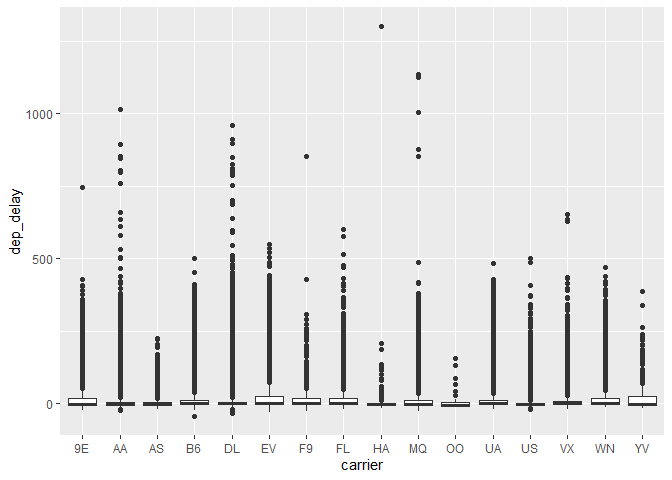 dep_delay
1000
500
0
9E AA AS B6 DL EV F9 FL HA MQ OO UA US VX WN YV
carrier